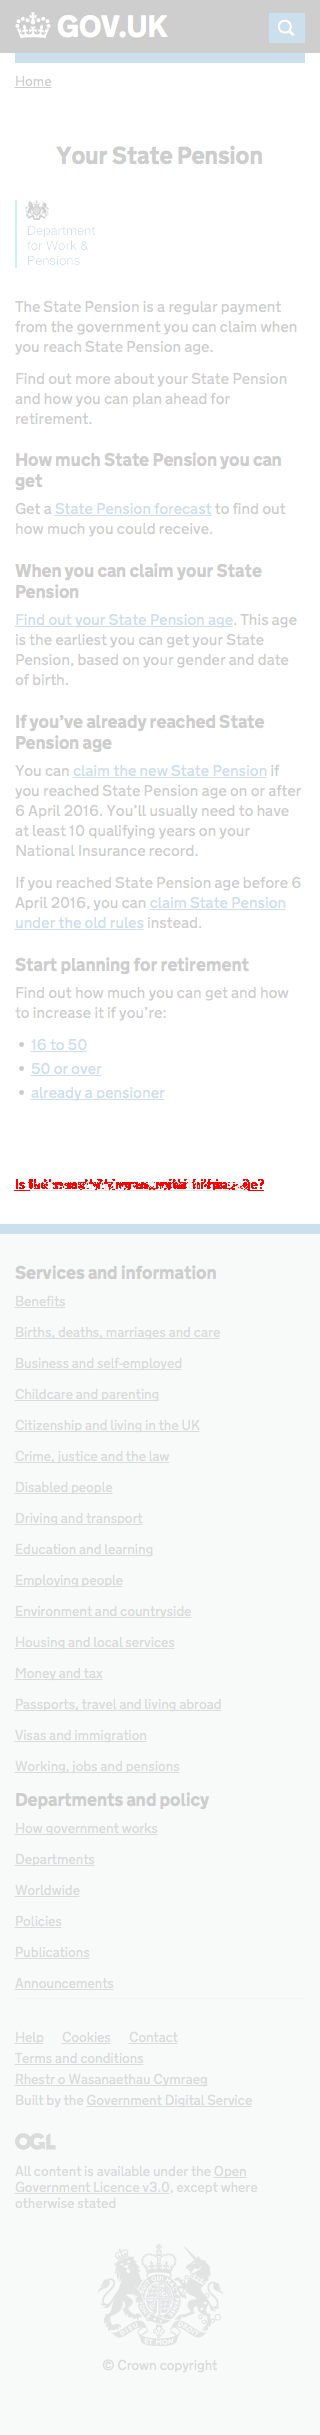 GOV.UK
Home
Your State Pension
Department
for Work &
Pensions
The State Pension is a regular payment
from the government you can claim when
you reach State Pension age.
Find out more about your State Pension
and how you can plan ahead for
retirement.
How much State Pension you can
get
Get a State Pension forecast to find out
how much you could receive.
When you can claim your State
Pension
Find out your State Pension age. This age
is the earliest you can get your State
Pension, based on your gender and date
of birth.
If you’ve already reached State
Pension age
You can claim the new State Pension if
you reached State Pension age on or after
6 April 2016. You’ll usually need to have
at least 10 qualifying years on your
National Insurance record.
If you reached State Pension age before 6
April 2016, you can claim State Pension
under the old rules instead.
Start planning for retirement
Find out how much you can get and how
to increase it if you’re:
• 16 to 50
• 50 or over
• already a pensioner
Is
Services and information
Benefits
Births, deaths, marriages and care
Business and self-employed
Childcare and parenting
Citizenship and living in the UK
Crime, justice and the law
Disabled people
Driving and transport
Education and learning
Employing people
Environment and countryside
Housing and local services
Money and tax
Passports, travel and living abroad
Visas and immigration
Working, jobs and pensions
Departments and policy
How government works
Departments
Worldwide
Policies
Publications
Announcements
Help Cookies Contact
Terms and conditions
Rhestr o Wasanaethau Cymraeg
Built by the Government Digital Service
OGL
All content is available under the Open
Government Licence v3.0, except where
otherwise stated
© Crown copyright